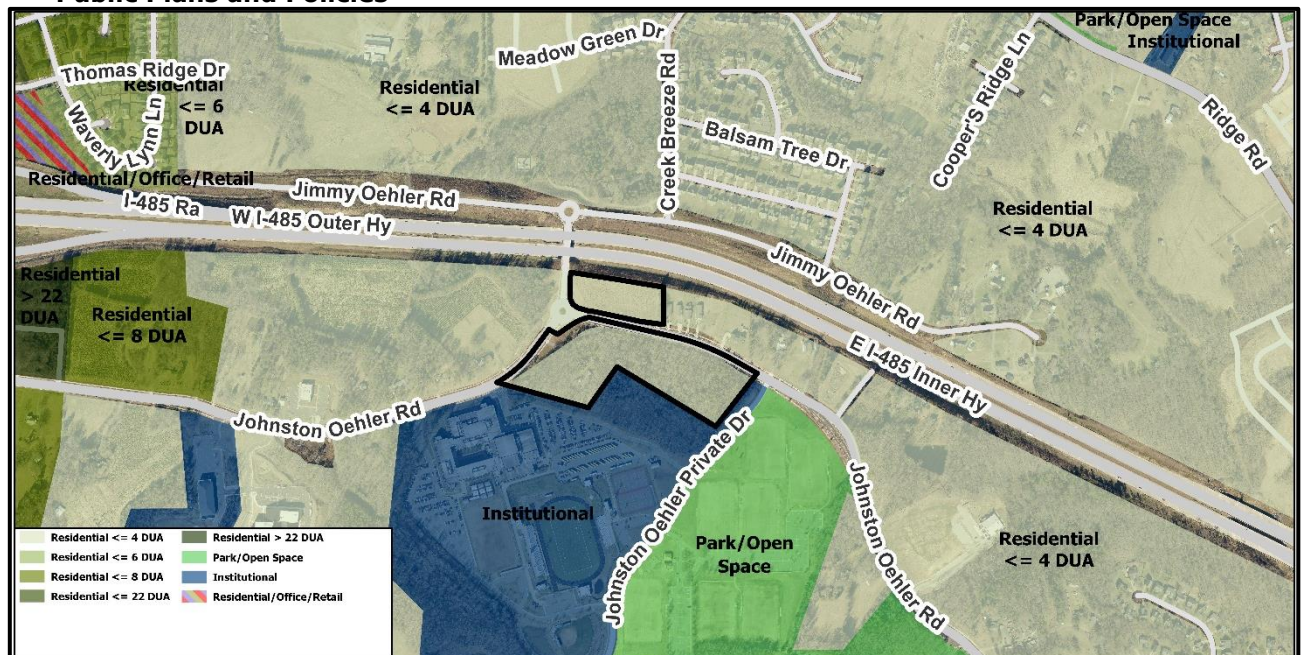 Public Plans and Policies
Park/Open Space
Institutional
Meadow Green Dr
Thomas Ridge Dr
Residential
<= 6
DUA
Residential
<= 4 DUA
Creek Breeze Rd
Cooper'S Ridge Ln
Ridge Rd
Waverly Lynn Ln
Balsam Tree Dr
Residential/Office/Retail
Jimmy Oehler Rd
I-485 Ra
W I-485 Outer Hy
Residential
<= 4 DUA
Jimmy Oehler Rd
Residential
> 22
DUA
Residential
<= 8 DUA
E I-485 Inner Hy
Johnston Oehler Rd
Johnston Oehler Private Dr
Johnston Oehler Rd
Institutional
Park/Open
Space
Residential
<= 4 DUA
Residential <= 4 DUA
Residential <= 6 DUA
Residential <= 8 DUA
Residential <= 22 DUA
Residential > 22 DUA
Park/Open Space
Institutional
Residential/Office/Retail